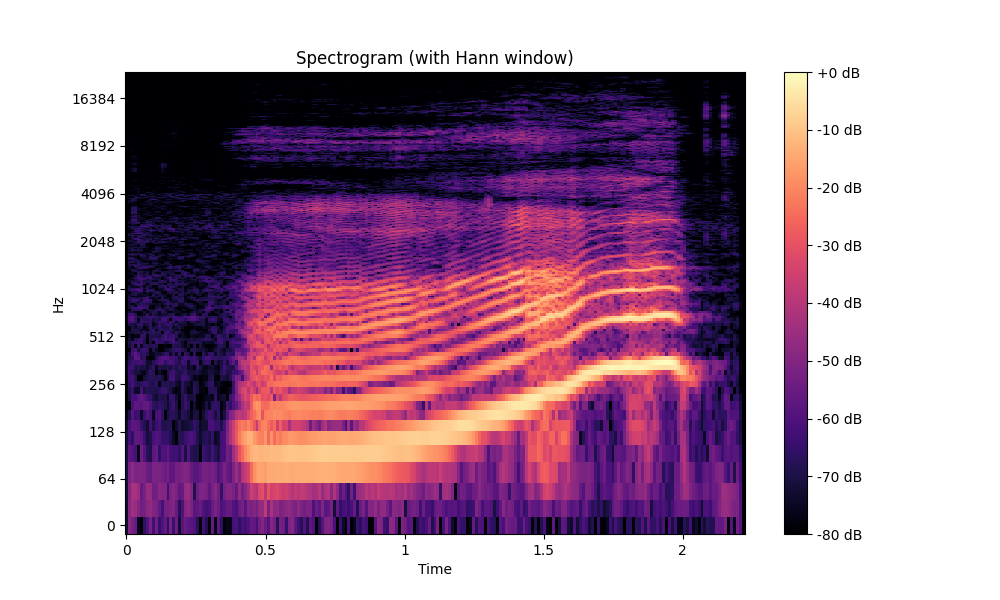 Spectrogram (with Hann window)
Hz
16384
8192
4096
2048
1024
512
256
128
64
0
0
0.5
1
1.5
2
Time
+0 dB
-10 dB
-20 dB
-30 dB
-40 dB
-50 dB
-60 dB
-70 dB
-80 dB